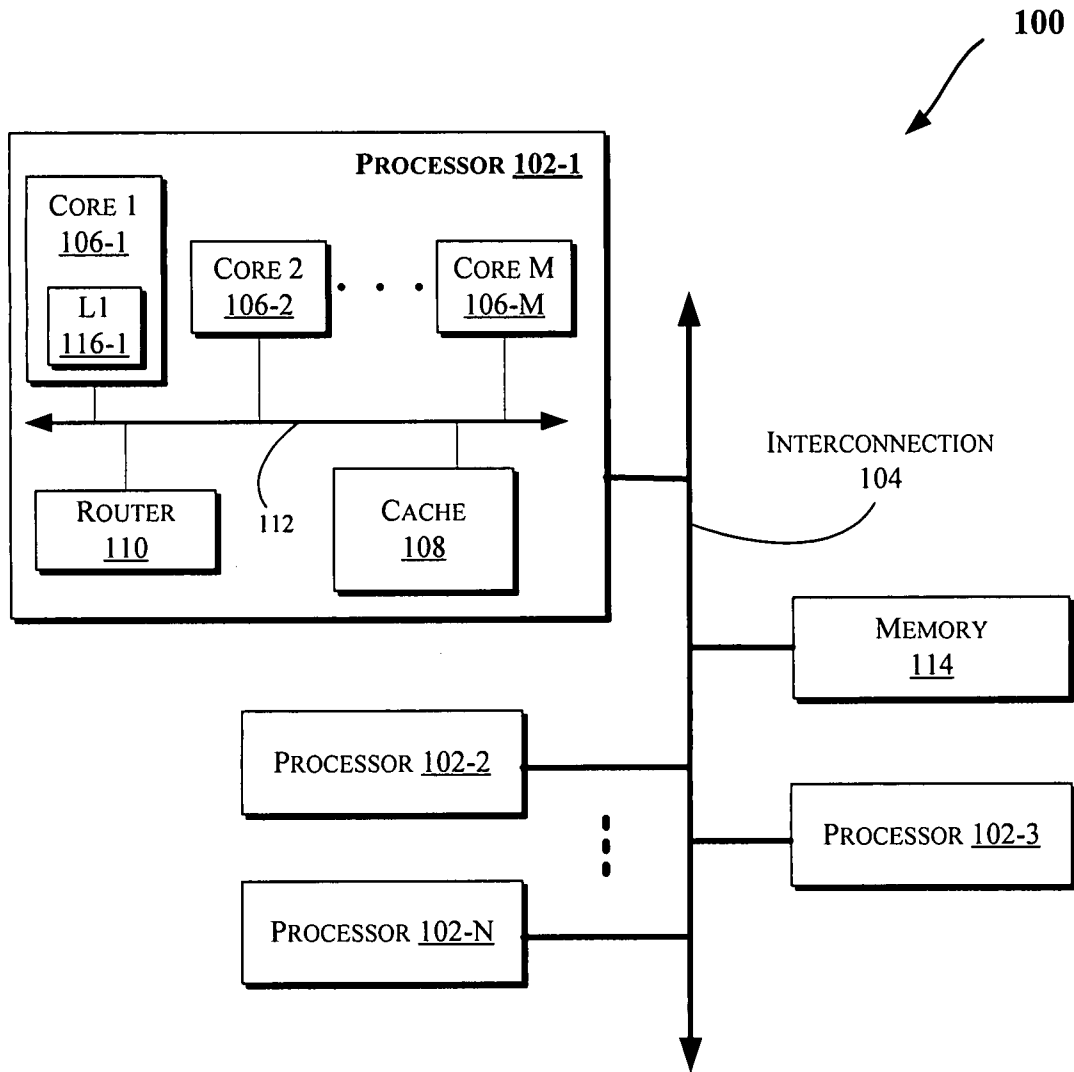 100
PROCESSOR 102-1
CORE 1
106-1
L1
116-1
CORE 2
106-2
CORE M
106-M
ROUTER
110
112
CACHE
108
INTERCONNECTION
104
MEMORY
114
PROCESSOR 102-2
PROCESSOR 102-3
PROCESSOR 102-N